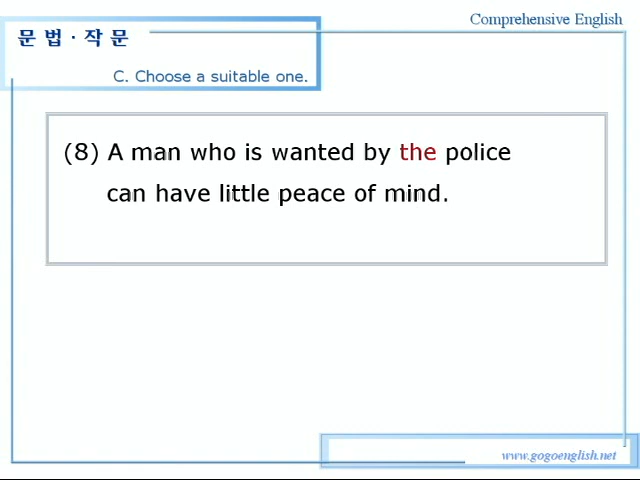 Comprehensive English
문 법 · 작 문
C. Choose a suitable one.
(8) A man who is wanted by the police
can have little peace of mind.
www.gogoenglish.net